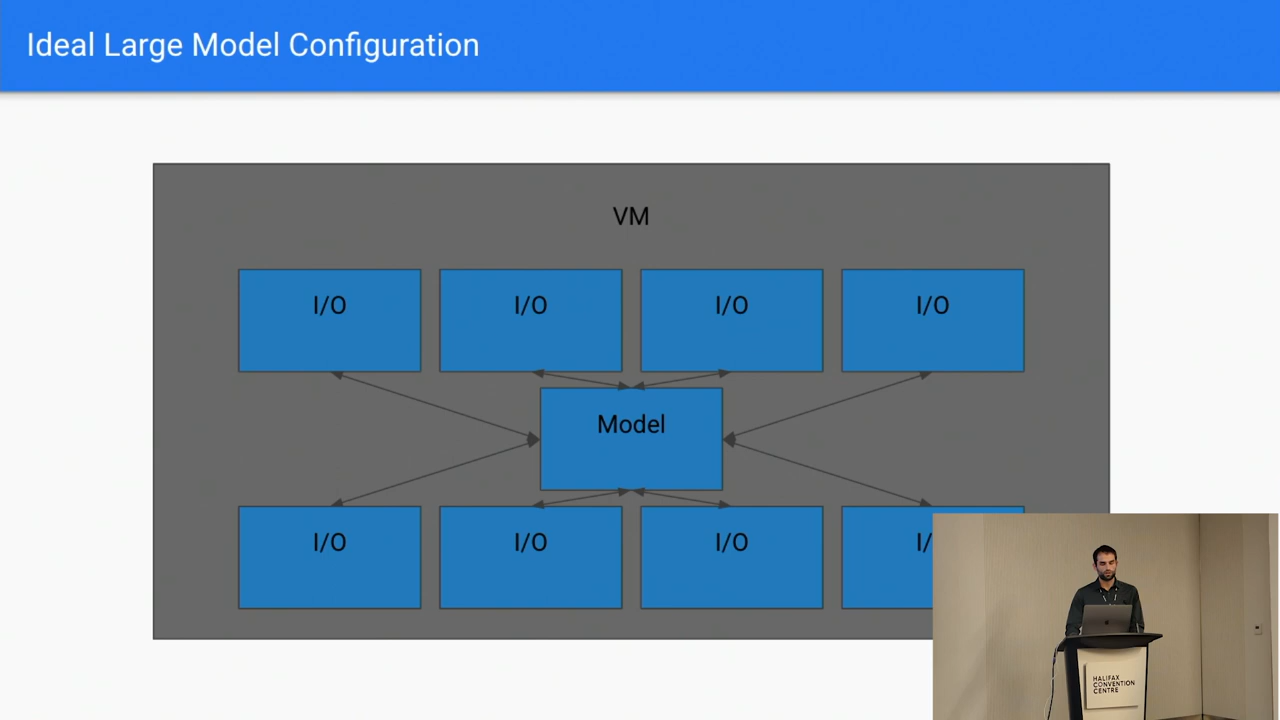 Ideal Large Model Configuration
VM
I/O
I/O
I/O
I/O
Model
I/O
I/O
I/O
I/
HALIFAX
CONVENTION
CENTRE